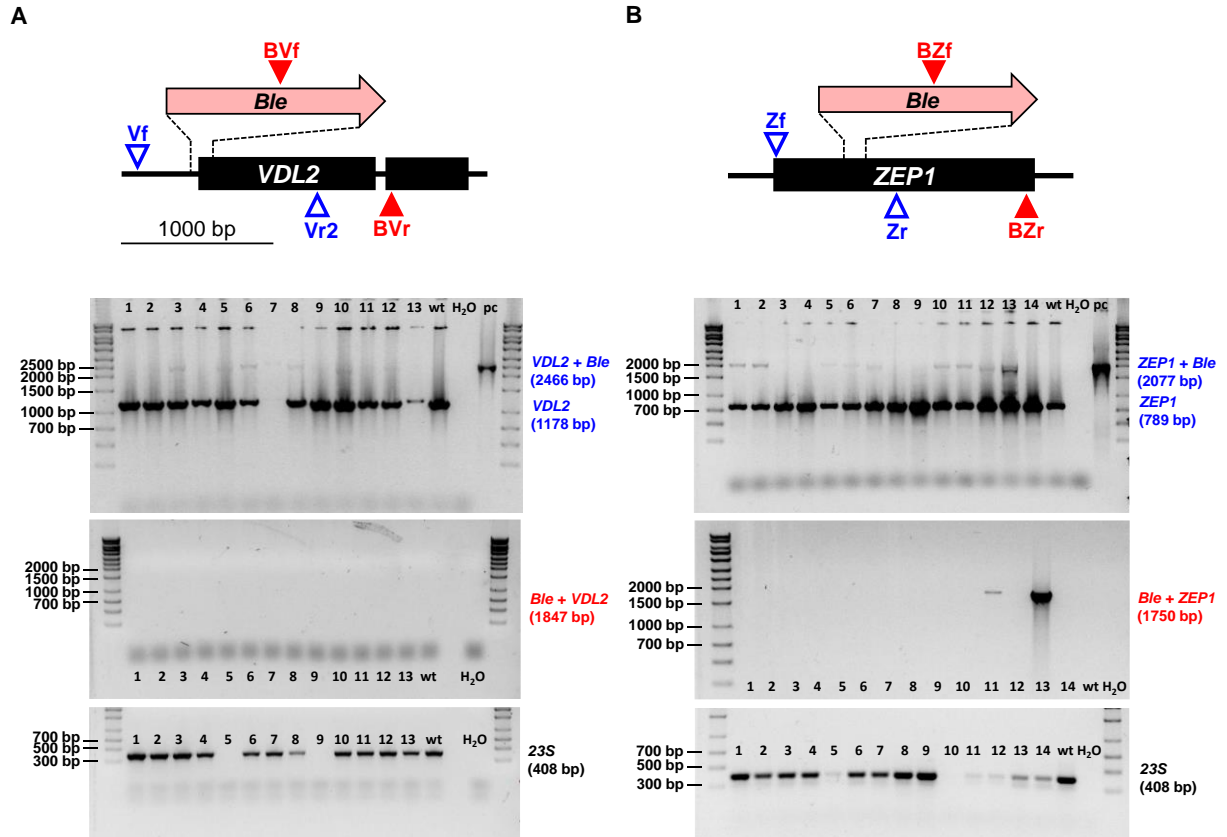 A
BVf
Ble
Vf
VDL2
Vr2
BVr
1000 bp
1 2 3 4 5 6 7 8 9 10 11 12 13 wt H₂O pc
2500 bp
2000 bp
1500 bp
1000 bp
700 bp
VDL2 + Ble
(2466 bp)
VDL2
(1178 bp)
2000 bp
1500 bp
1000 bp
700 bp
Ble + VDL2
(1847 bp)
1 2 3 4 5 6 7 8 9 10 11 12 13 wt H₂O
1 2 3 4 5 6 7 8 9 10 11 12 13 wt H₂O
700 bp
500 bp
300 bp
23S
(408 bp)
B
BZf
Ble
Zf
ZEP1
Zr
BZr
1 2 3 4 5 6 7 8 9 10 11 12 13 14 wt H₂O pc
2000 bp
1500 bp
1000 bp
700 bp
ZEP1 + Ble
(2077 bp)
ZEP1
(789 bp)
2000 bp
1500 bp
1000 bp
700 bp
Ble + ZEP1
(1750 bp)
1 2 3 4 5 6 7 8 9 10 11 12 13 14 wt H₂O
1 2 3 4 5 6 7 8 9 10 11 12 13 14 wt H₂O
700 bp
500 bp
300 bp
23S
(408 bp)